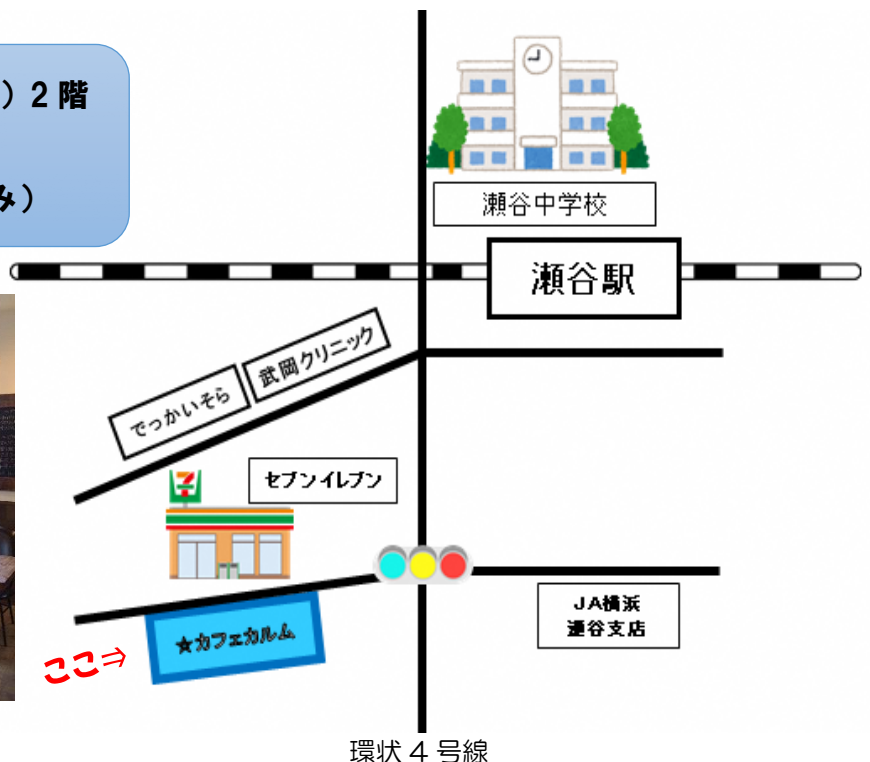 ）２階
み）
瀬谷中学校
瀬谷駅
武岡クリニック
でっかいそら
7
セブンイレブン
JA横浜
瀬谷支店
★カフェカルム
ここ⇒
環状４号線